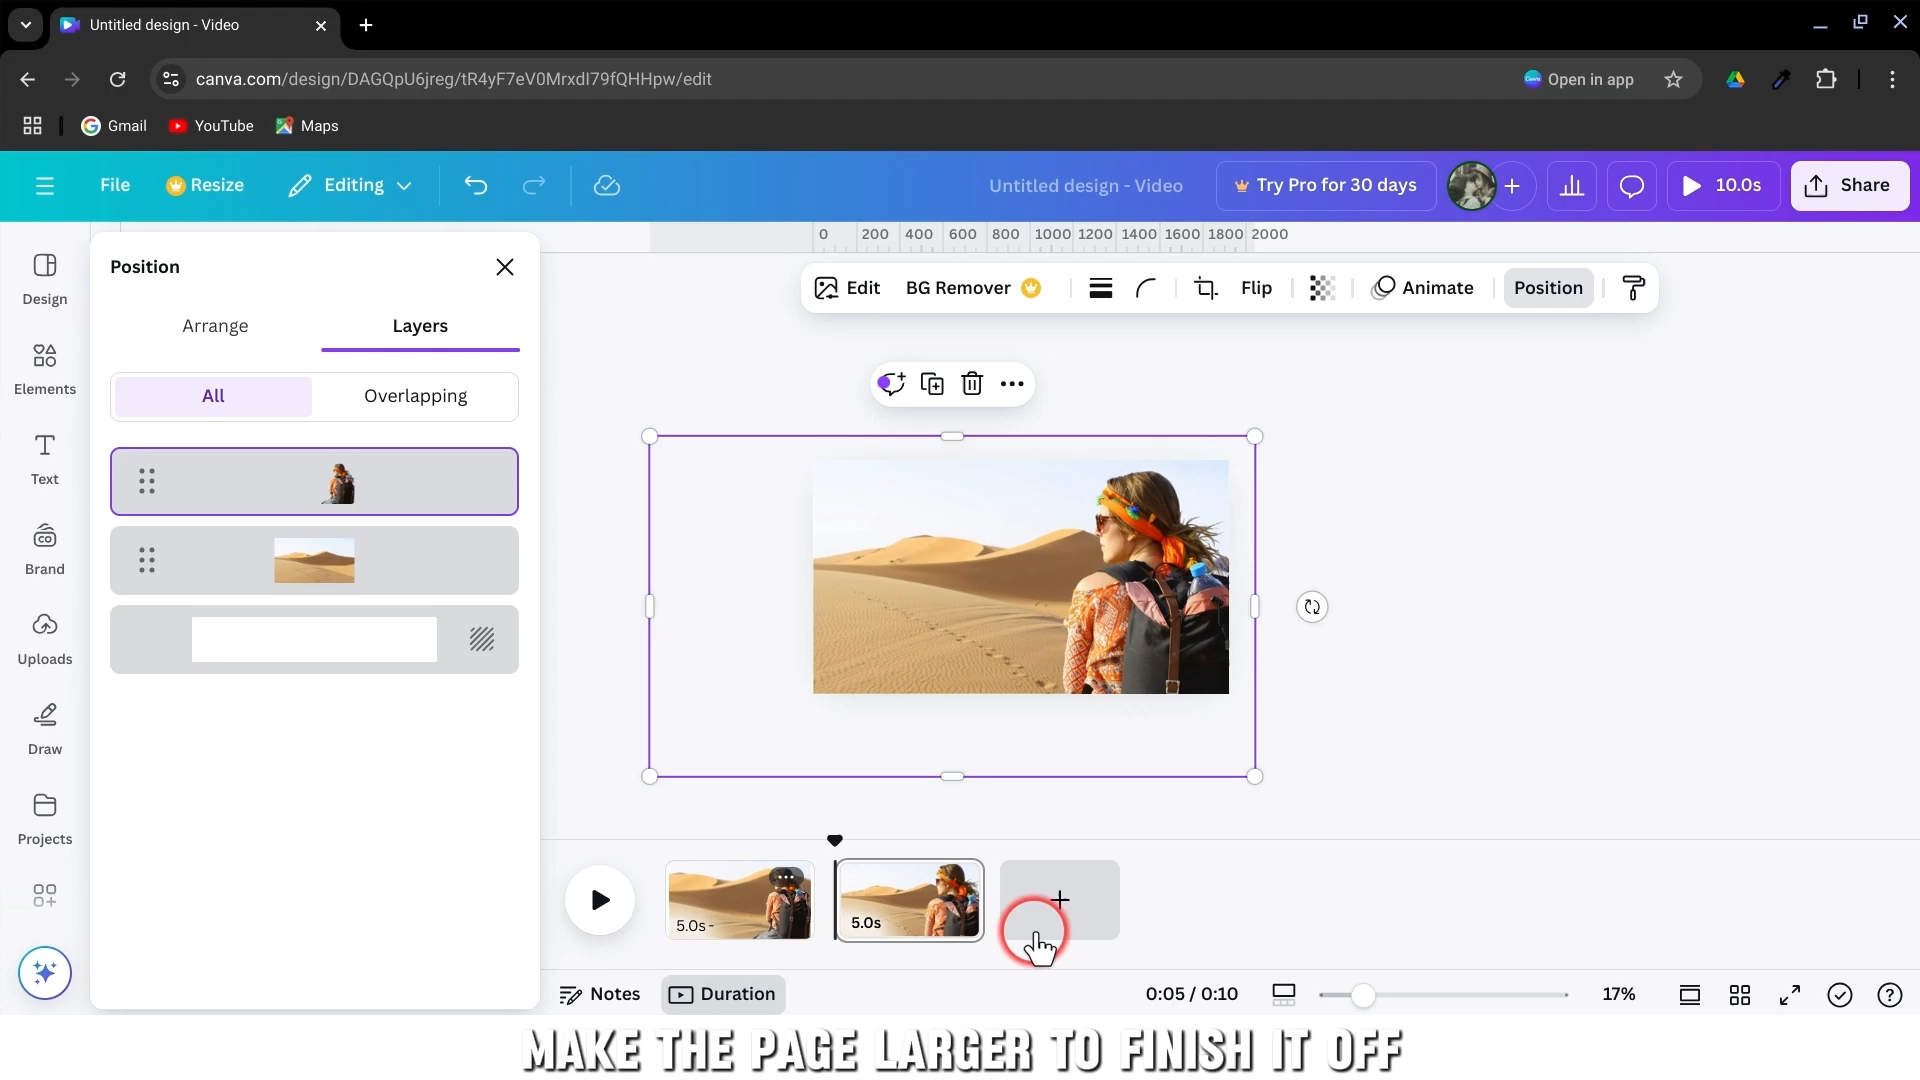 Untitled design - Video
canva.com/design/DAGQpU6jreg/tR4yF7eV0MrxdI79fQHHpw/edit
Open in app
Gmail
YouTube
Maps
File
Resize
Editing
Untitled design - Video
Try Pro for 30 days
10.0s
Share
0 200 400 600 800 1000 1200 1400 1600 1800 2000
Design
Elements
Text
Brand
Uploads
Draw
Projects
Position
Arrange
Layers
All
Overlapping
Edit
BG Remover
Flip
Animate
Position
5.0s -
5.0s
Notes
Duration
0:05 / 0:10
17%
MAKE THE PAGE LARGER TO FINISH IT OFF